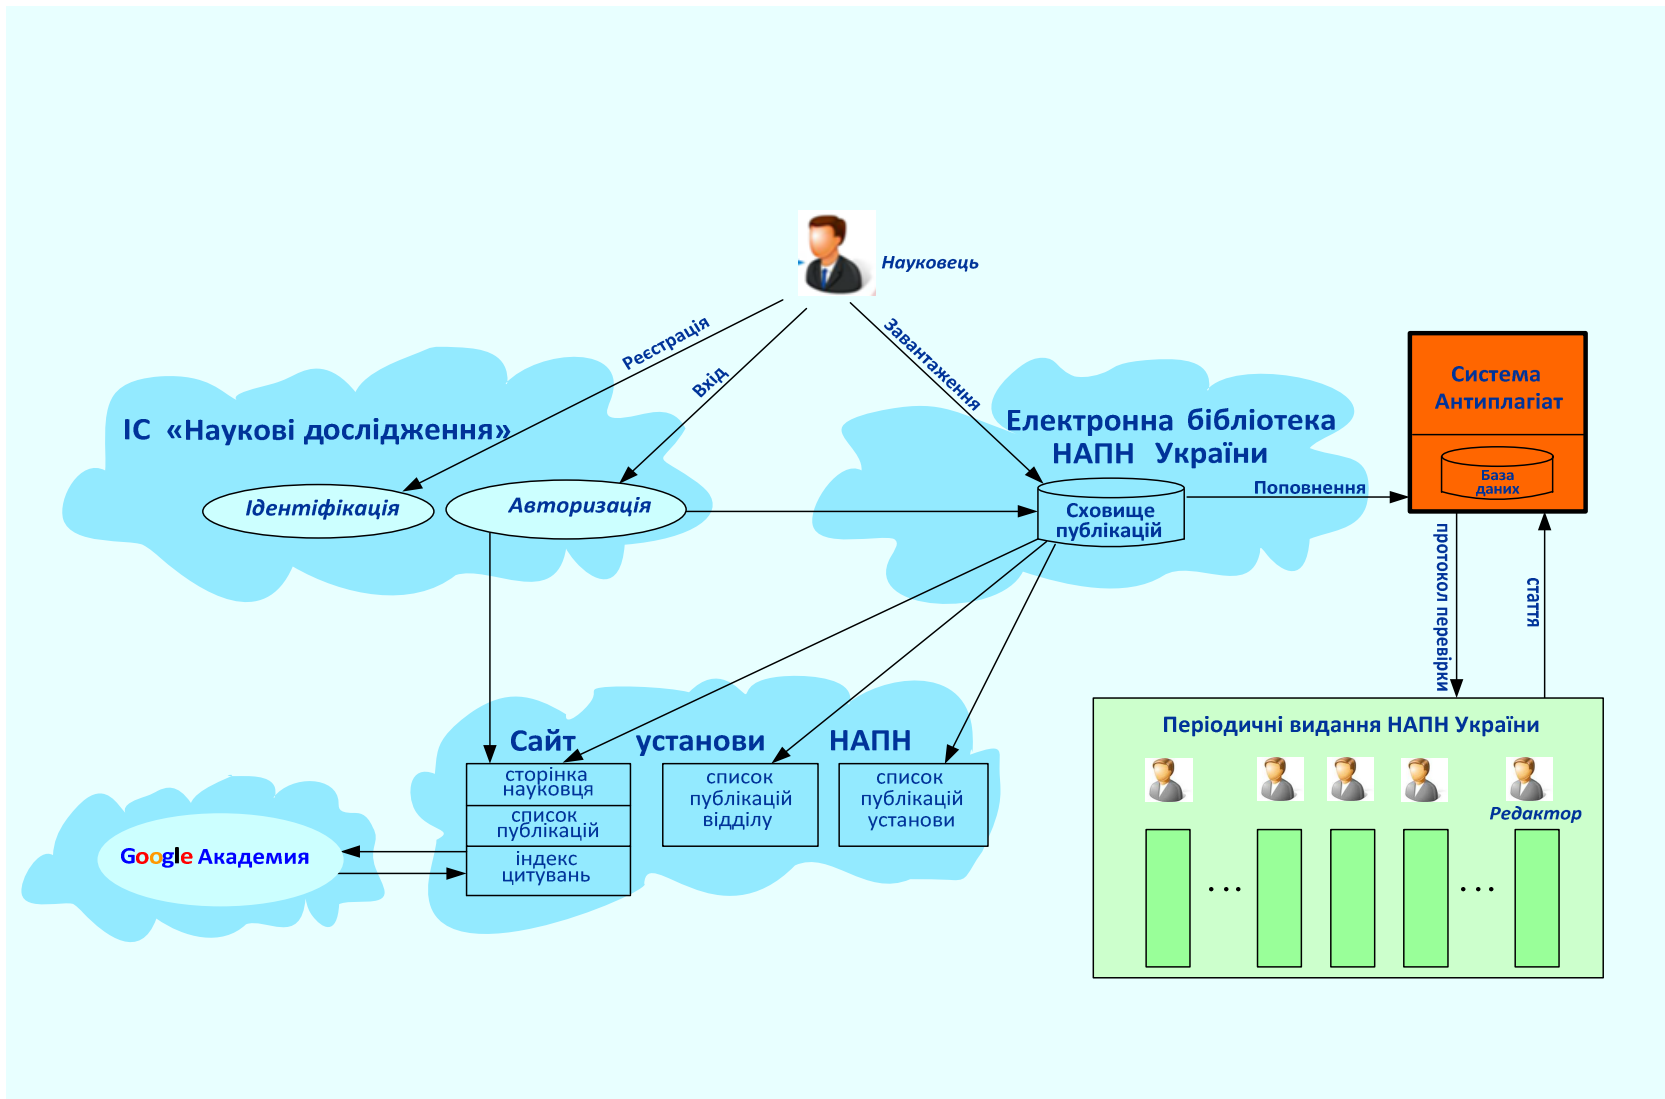 Науковець
Реєстрація
Вхід
Завантаження
ІС «Наукові дослідження»
Ідентифікація
Авторизація
Електронна бібліотека
НАПН України
Сховище
публікацій
Поповнення
Система
Антиплагіат
База
даних
протокол перевірки
стаття
Сайт установи НАПН
сторінка
науковця
список
публікацій
індекс
цитувань
список
публікацій
відділу
список
публікацій
установи
Google Академия
Періодичні видання НАПН України
Редактор
. . .
. . .